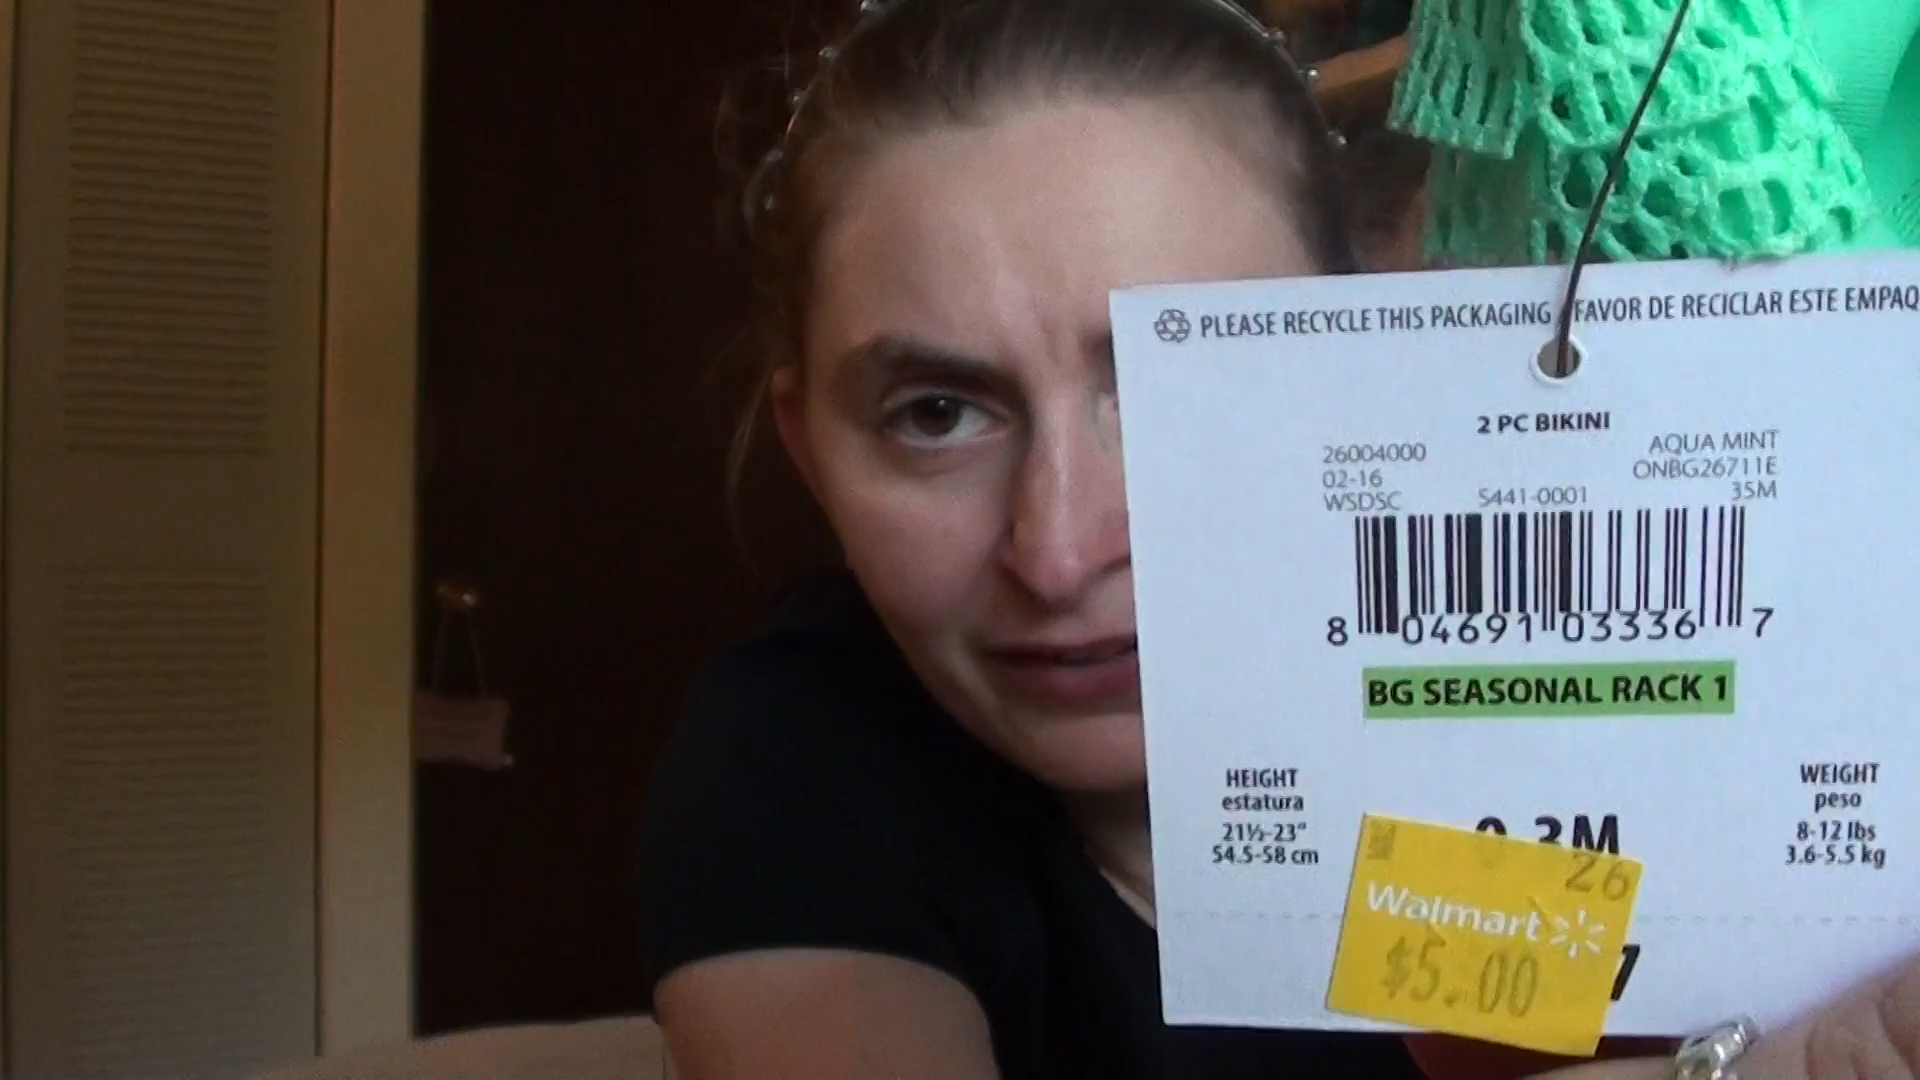 PLEASE RECYCLE THIS PACKAGING FAVOR DE RECICLAR ESTE EMPAQ
2 PC BIKINI
26004000 AQUA MINT
02-16 ONBG26711E
WSDSC 5441-0001 35M
8 04691 03336 7
BG SEASONAL RACK 1
HEIGHT
estatura
21½-23"
54.5-58 cm
0-3M
WEIGHT
peso
8-12 lbs
3.6-5.5 kg
26
Walmart
$5.00